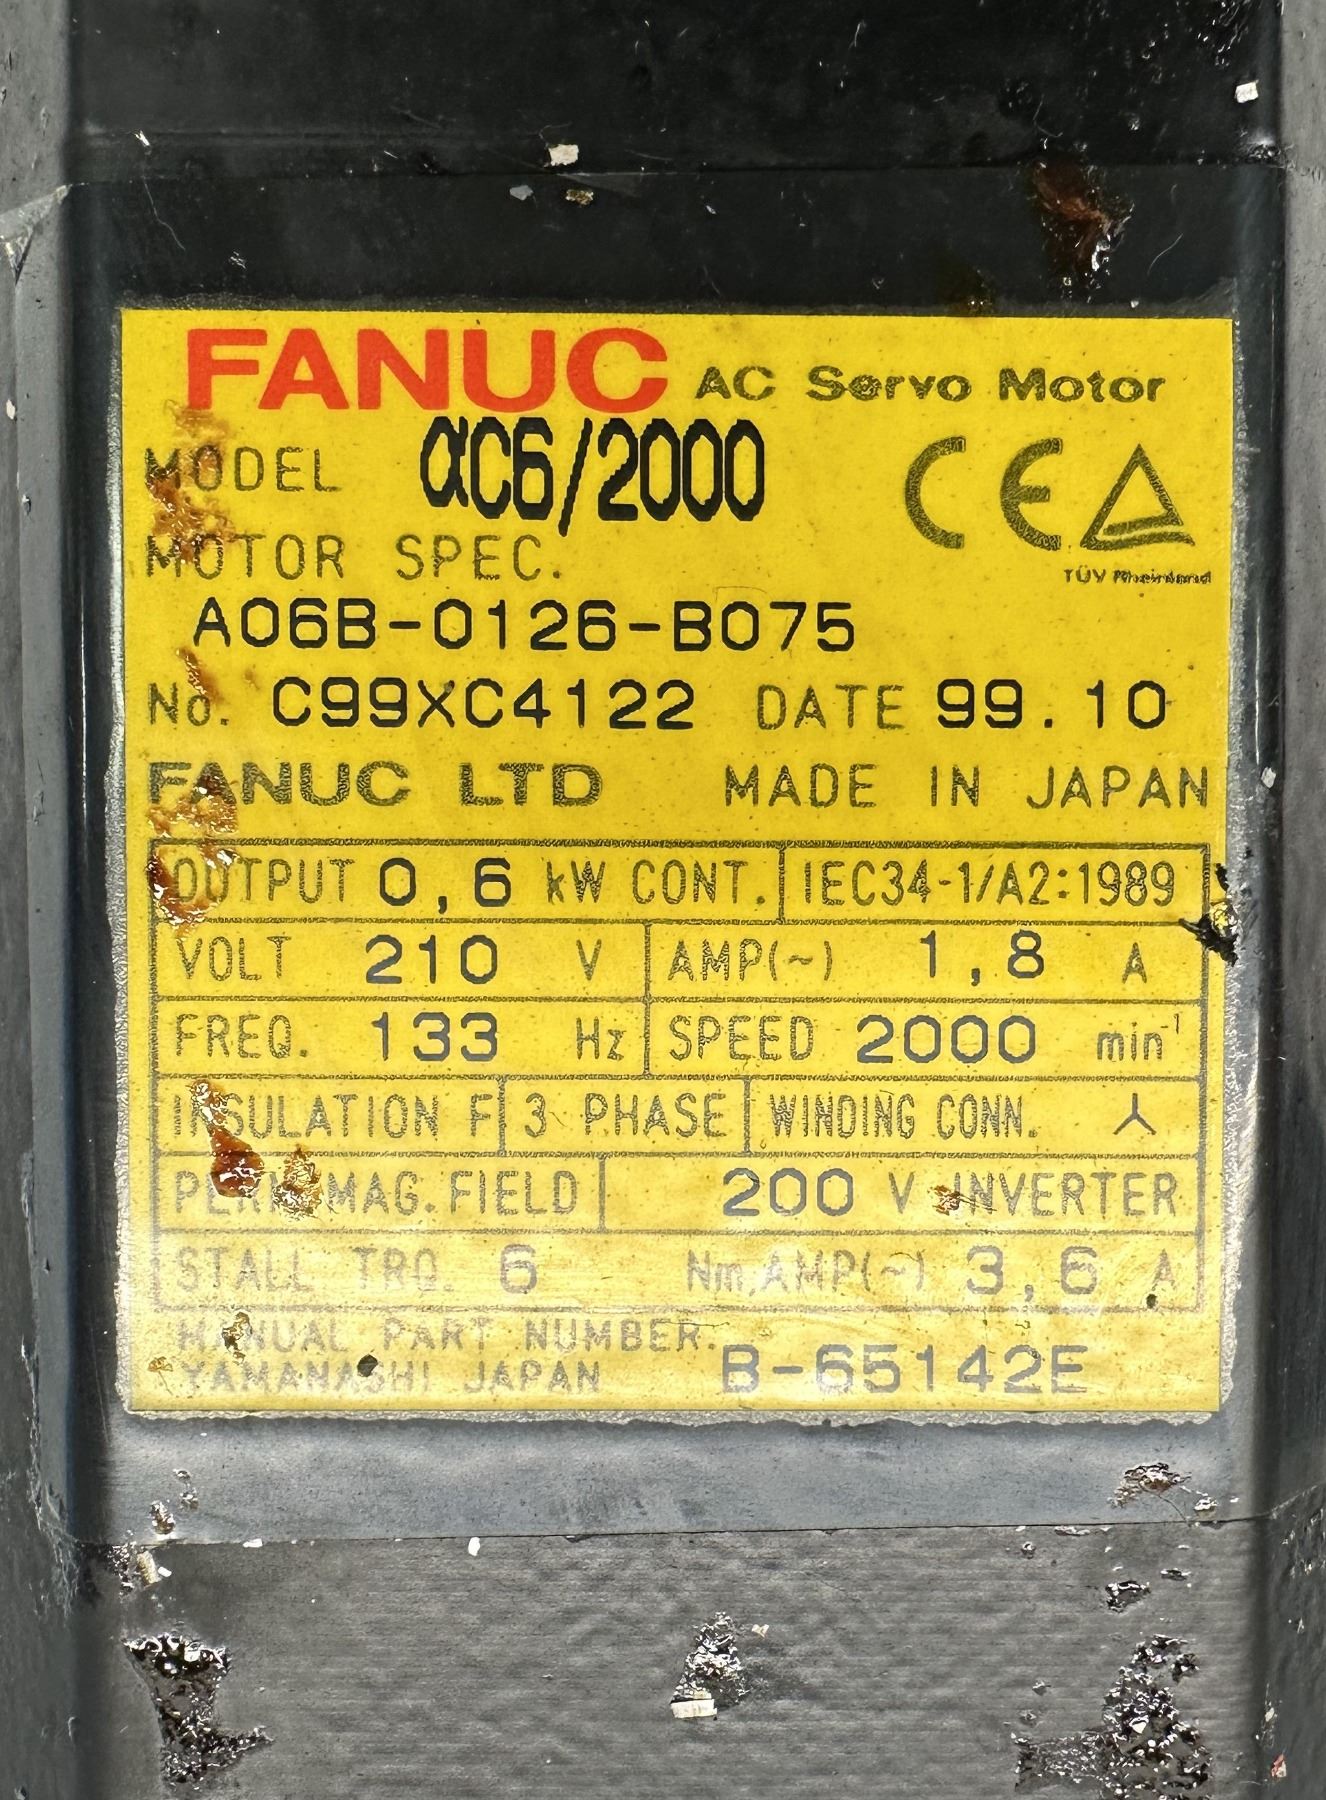 FANUC AC Servo Motor
MODEL αC6/2000
CE
TÜV Rheinland
MOTOR SPEC.
A06B-0126-B075
No. C99XC4122 DATE 99.10
FANUC LTD MADE IN JAPAN
OUTPUT 0,6 kW CONT. IEC34-1/A2:1989
VOLT 210 V AMP(~) 1,8 A
FREQ. 133 Hz SPEED 2000 min⁻¹
INSULATION F 3 PHASE WINDING CONN. ⅄
PERM. MAG. FIELD 200 V INVERTER
STALL TRQ. 6 Nm, AMP(~) 3,6 A
MANUAL PART NUMBER. B-65142E
YAMANASHI JAPAN